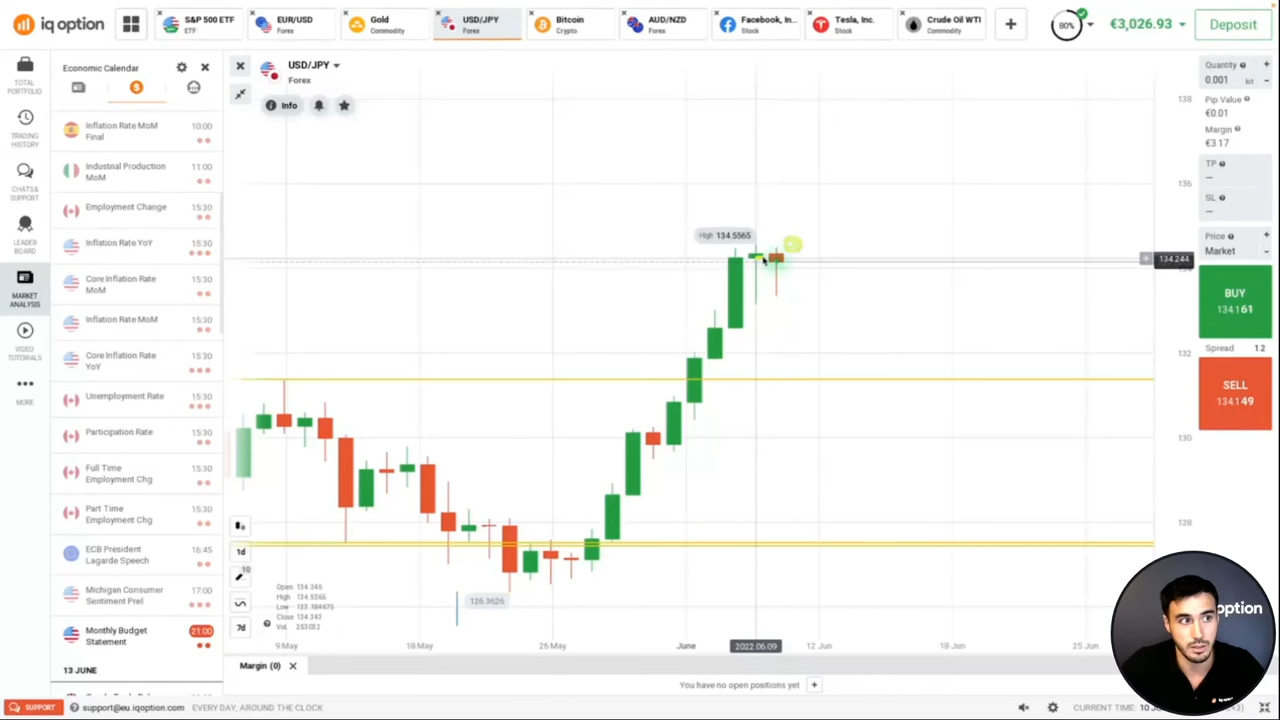 iq option
S&P 500 ETF
ETF
EUR/USD
Forex
Gold
Commodity
USD/JPY
Forex
Bitcoin
Crypto
AUD/NZD
Forex
Facebook, In...
Stock
Tesla, Inc.
Stock
Crude Oil WTI
Commodity
80%
€3,026.93
Deposit
TOTAL
PORTFOLIO
TRADING
HISTORY
CHATS &
SUPPORT
LEADER
BOARD
MARKET
ANALYSIS
VIDEO
TUTORIALS
MORE
Economic Calendar
Inflation Rate MoM
Final
10:00
Industrial Production
MoM
11:00
Employment Change
15:30
Inflation Rate YoY
15:30
Core Inflation Rate
MoM
15:30
Inflation Rate MoM
15:30
Core Inflation Rate
YoY
15:30
Unemployment Rate
15:30
Participation Rate
15:30
Full Time
Employment Chg
15:30
Part Time
Employment Chg
15:30
ECB President
Lagarde Speech
16:45
Michigan Consumer
Sentiment Prel
17:00
Monthly Budget
Statement
21:00
13 JUNE
USD/JPY
Forex
Info
High 134.5565
138
136
134.244
132
130
128
126.3626
1d
10
7d
Open 134.245
High 134.5565
Low 133.184675
Close 134.243
9 May
18 May
26 May
June
2022.06.09
12 Jun
18 Jun
25 Jun
Quantity
0.001 lot
Pip Value
€0.01
Margin
€3.17
TP
–
SL
–
Price
Market
BUY
134.161
Spread 1.2
SELL
134.149
option
iq option
Margin (0)
You have no open positions yet
SUPPORT
support@eu.iqoption.com
EVERY DAY, AROUND THE CLOCK
CURRENT TIME: 10